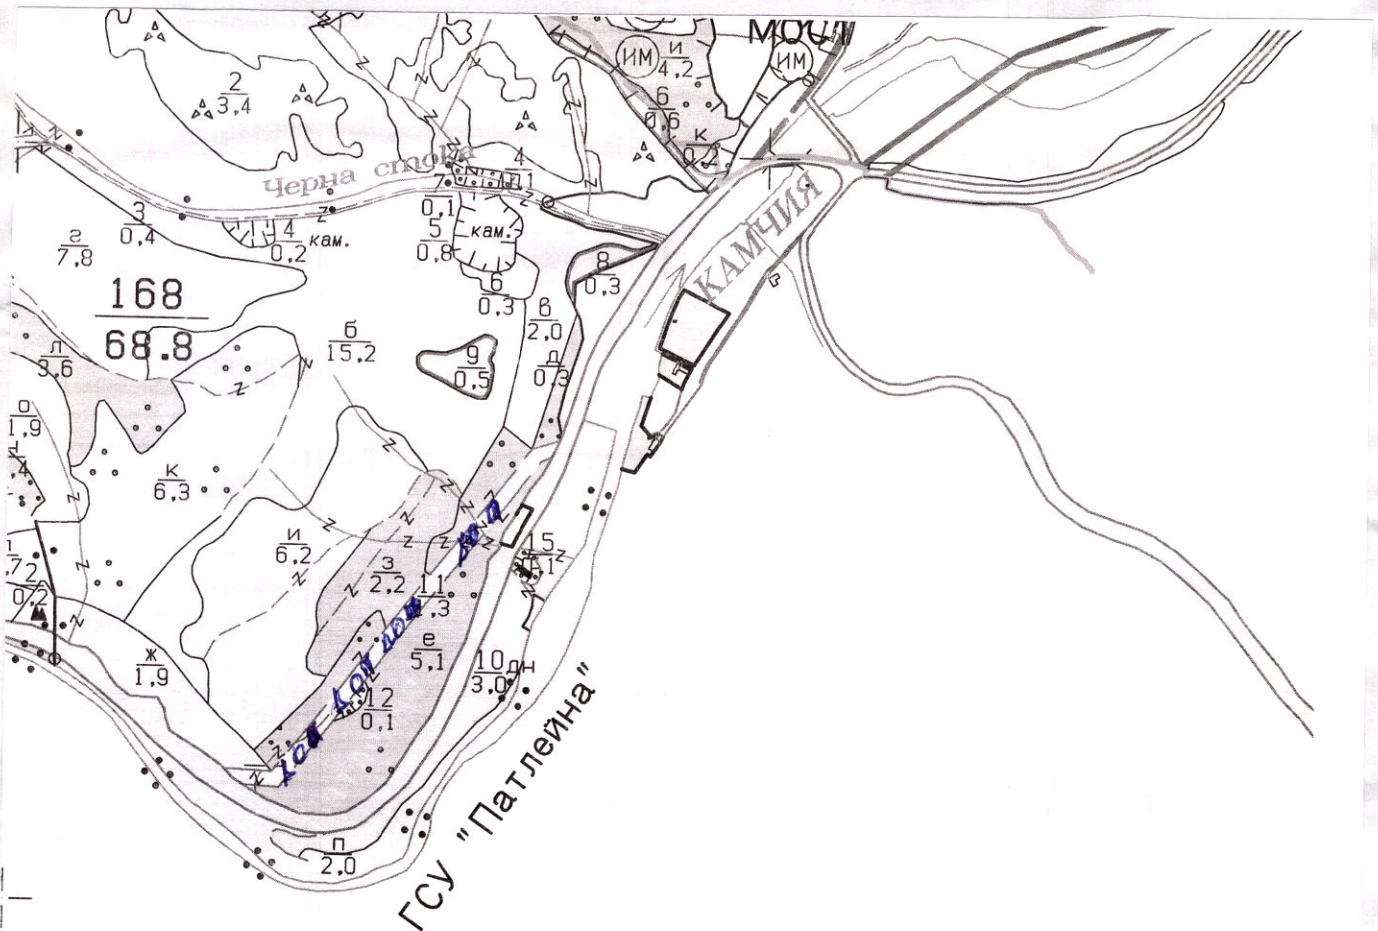 МОСТ
2
3,4
ИМ
и
4,2
ИМ
б
0,6
к
0,2
Черна стока
4
7
0,1
5
0,8
кам.
3
0,4
4
0,2
кам.
г
7,8
8
0,3
6
0,3
КАМЧИЯ
168
68.8
в
2,0
л
3,6
б
15,2
9
0,5
д
0,3
о
1,9
к
6,3
и
6,2
з
2,2
11
1,3
15
2
0,2
е
5,1
ж
1,9
10 дн
3,0
12
0,1
п
2,0
ГСУ "Патлейна"